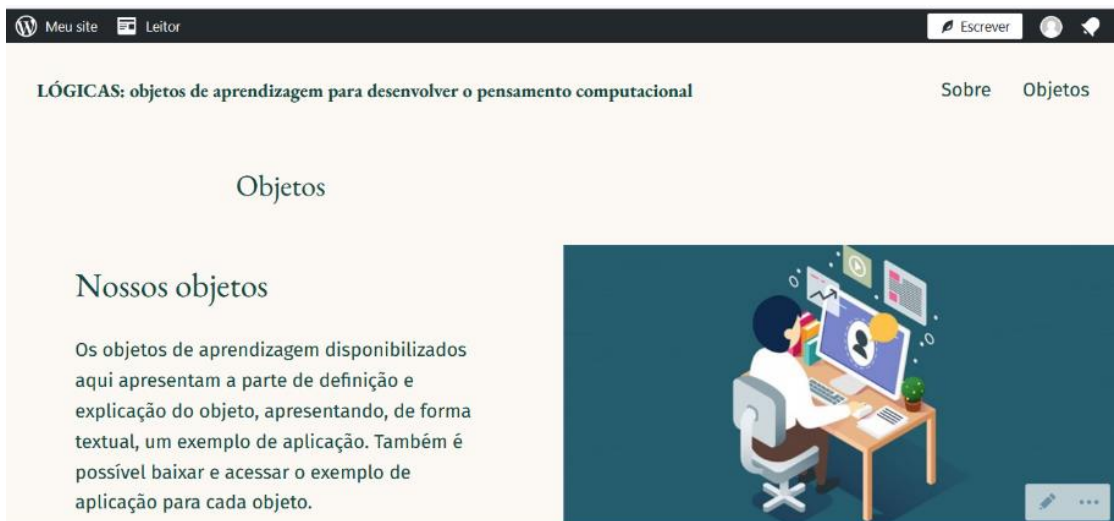 Meu site Leitor Escrever
LÓGICAS: objetos de aprendizagem para desenvolver o pensamento computacional Sobre Objetos
Objetos
Nossos objetos
Os objetos de aprendizagem disponibilizados
aqui apresentam a parte de definição e
explicação do objeto, apresentando, de forma
textual, um exemplo de aplicação. Também é
possível baixar e acessar o exemplo de
aplicação para cada objeto.